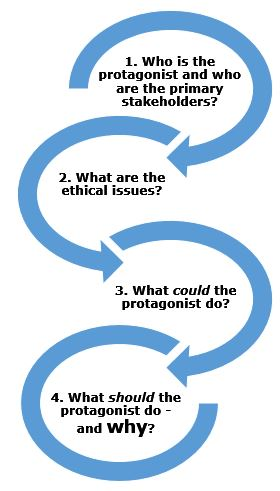 1. Who is the
protagonist and who
are the primary
stakeholders?
2. What are the
ethical issues?
3. What could the
protagonist do?
4. What should the
protagonist do -
and why?